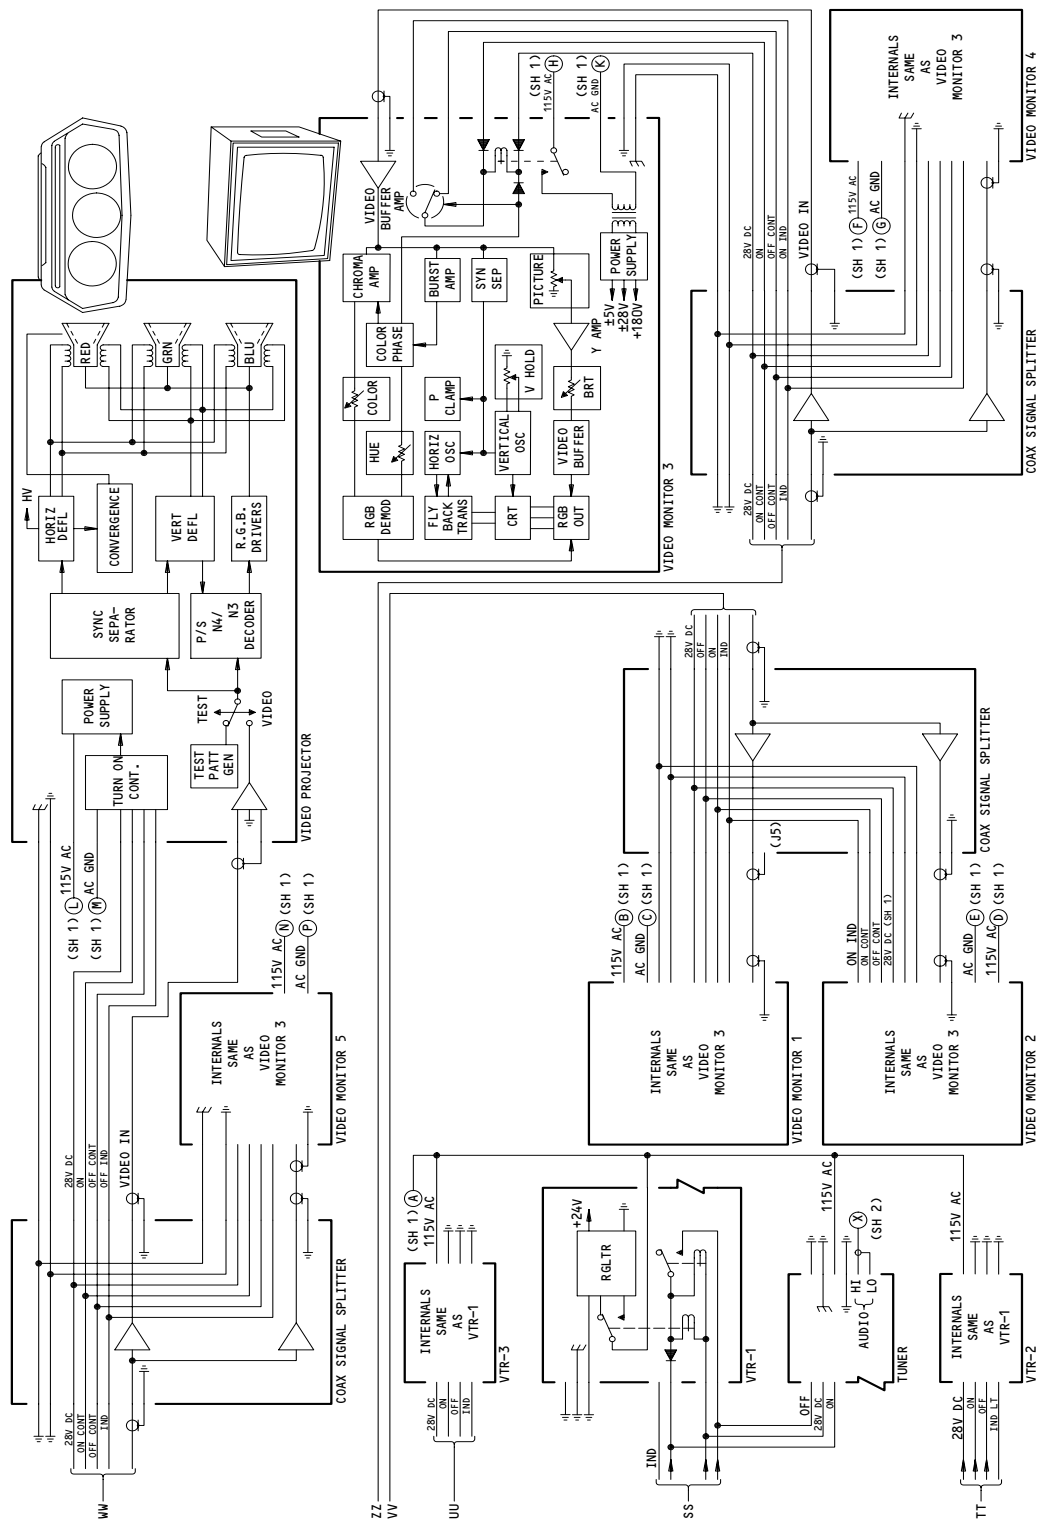 WW
28V DC
ON CONT
OFF CONT
IND
COAX SIGNAL SPLITTER
28V DC
ON
OFF CONT
OFF IND
VIDEO IN
INTERNALS
SAME
AS
VIDEO
MONITOR 3
VIDEO MONITOR 5
115V AC N (SH 1)
AC GND P (SH 1)
(SH 1) L 115V AC
(SH 1) M AC GND
TURN ON
CONT.
POWER
SUPPLY
TEST
PATT
GEN
TEST
VIDEO
VIDEO PROJECTOR
SYNC
SEPA-
RATOR
P/S
N4/
N3
DECODER
HORIZ
DEFL
HV
CONVERGENCE
VERT
DEFL
R.G.B.
DRIVERS
RED
GRN
BLU
ZZ
VV
UU
28V DC
ON
OFF
IND
INTERNALS
SAME
AS
VTR-1
VTR-3
(SH 1) A
115V AC
SS
IND
RGLTR
+24V
VTR-1
OFF
28V DC
ON
AUDIO
HI
LO
TUNER
115V AC
X
(SH 2)
TT
28V DC
ON
OFF
IND LT
INTERNALS
SAME
AS
VTR-1
VTR-2
115V AC
INTERNALS
SAME
AS
VIDEO
MONITOR 3
VIDEO MONITOR 1
115V AC B (SH 1)
AC GND C (SH 1)
(J5)
INTERNALS
SAME
AS
VIDEO
MONITOR 3
VIDEO MONITOR 2
ON IND
ON CONT
OFF CONT
28V DC (SH 1)
AC GND E (SH 1)
115V AC D (SH 1)
COAX SIGNAL SPLITTER
28V DC
OFF
ON
IND
RGB
DEMOD
HUE
COLOR
COLOR
PHASE
CHROMA
AMP
VIDEO
BUFFER
AMP
FLY
BACK
TRANS
HORIZ
OSC
P
CLAMP
BURST
AMP
SYN
SEP
CRT
VERTICAL
OSC
V HOLD
PICTURE
RGB
OUT
VIDEO
BUFFER
BRT
Y AMP
±5V
±28V
+180V
POWER
SUPPLY
VIDEO MONITOR 3
(SH 1)
115V AC H
(SH 1)
AC GND K
28V DC
ON CONT
OFF CONT
IND
COAX SIGNAL SPLITTER
28V DC
ON
OFF CONT
ON IND
VIDEO IN
(SH 1) F 115V AC
(SH 1) G AC GND
INTERNALS
SAME
AS
VIDEO
MONITOR 3
VIDEO MONITOR 4